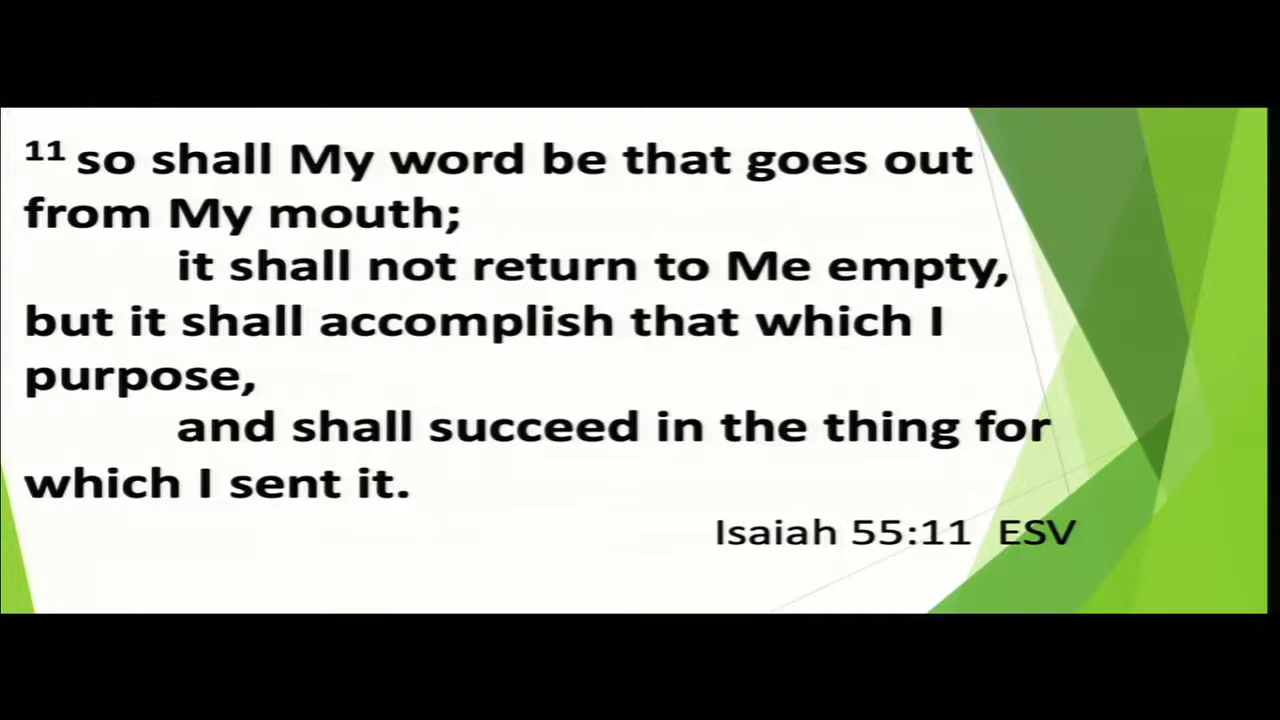 11 so shall My word be that goes out
from My mouth;
it shall not return to Me empty,
but it shall accomplish that which I
purpose,
and shall succeed in the thing for
which I sent it.
Isaiah 55:11 ESV